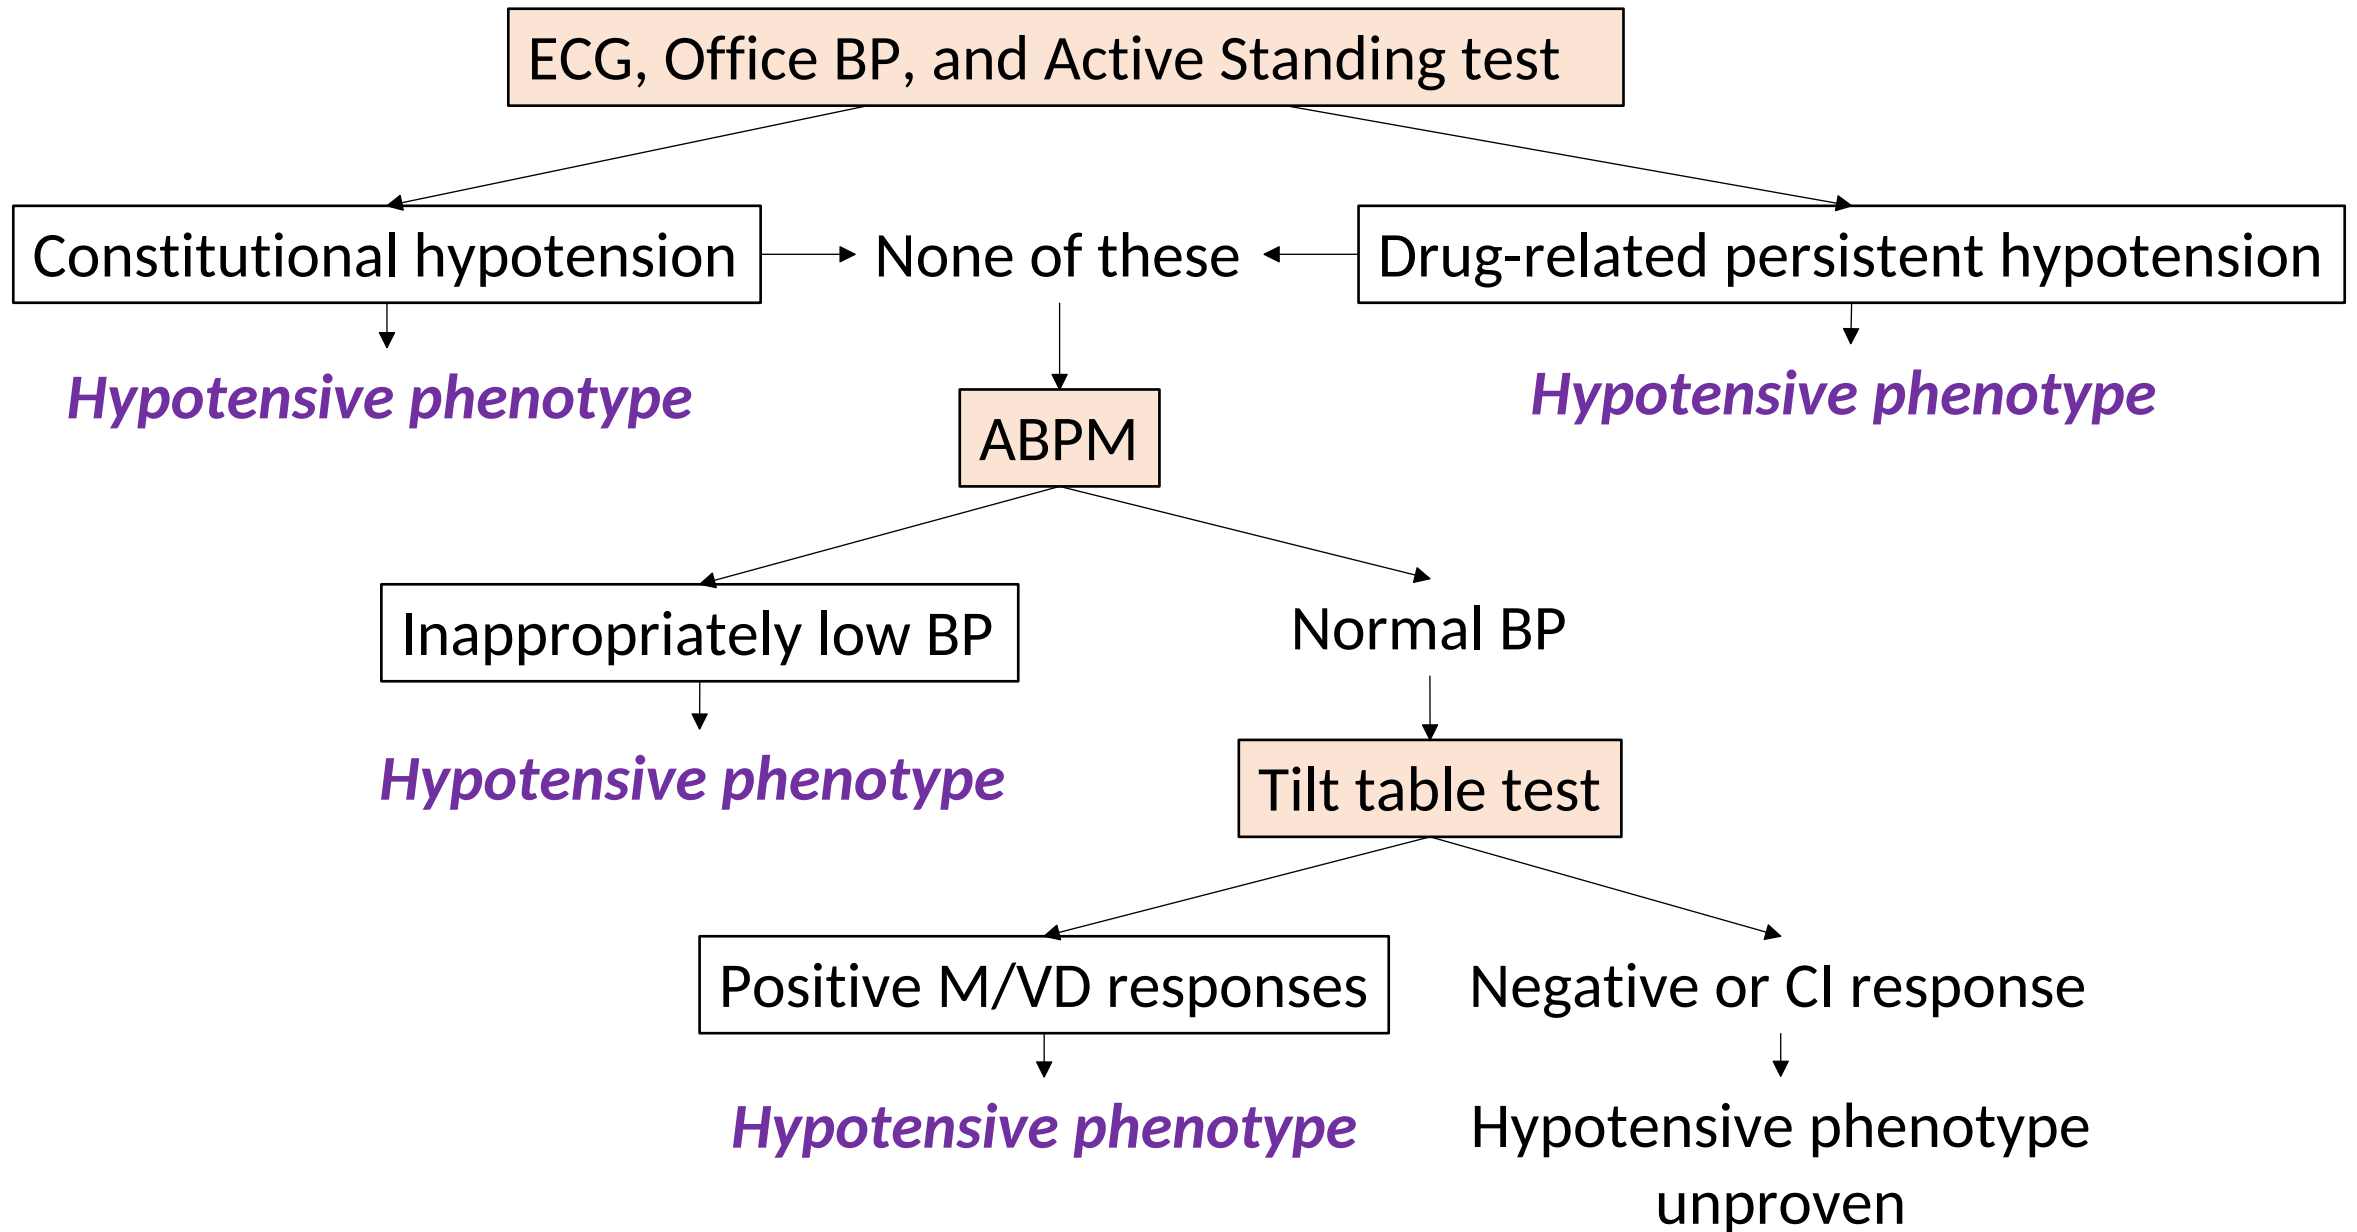 ECG, Office BP, and Active Standing test
Constitutional hypotension
None of these
Drug-related persistent hypotension
Hypotensive phenotype
Hypotensive phenotype
ABPM
Inappropriately low BP
Normal BP
Hypotensive phenotype
Tilt table test
Positive M/VD responses
Negative or CI response
Hypotensive phenotype
Hypotensive phenotype
unproven